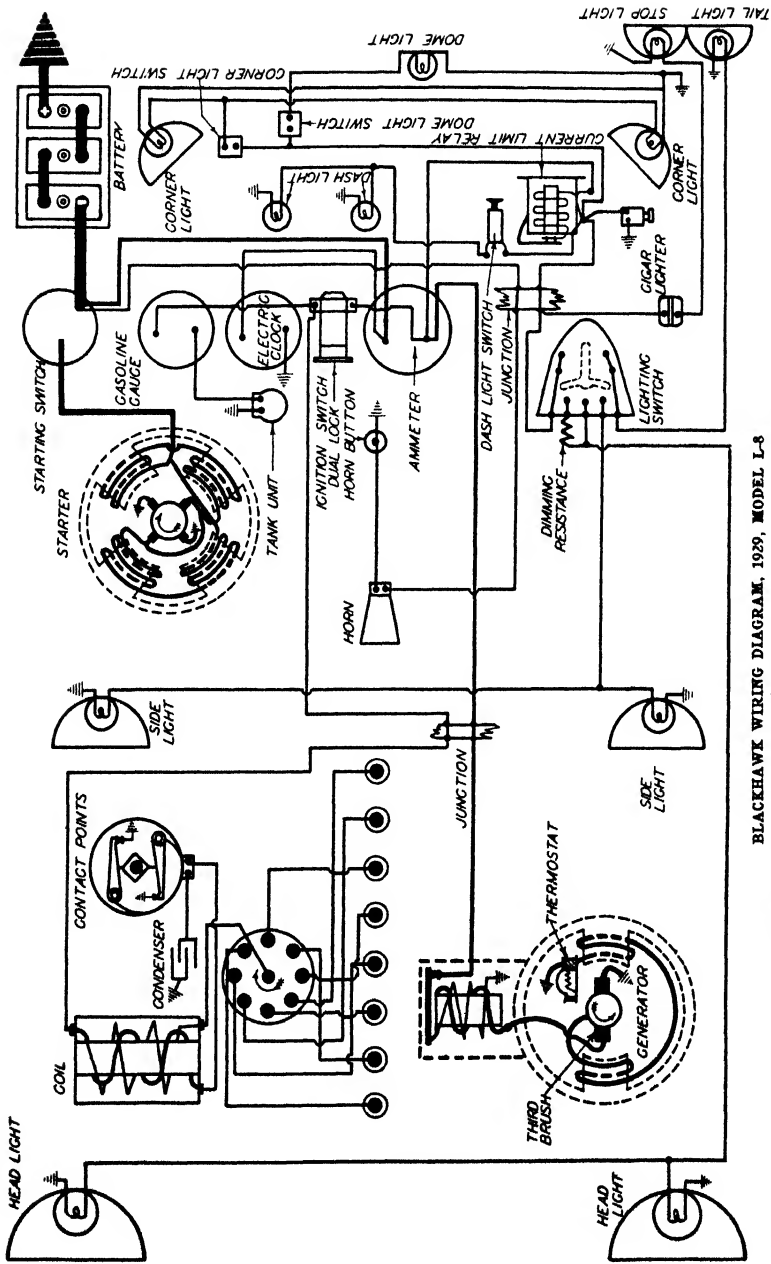 TAIL LIGHT
STOP LIGHT
DOME LIGHT
CORNER LIGHT
SWITCH
DOME LIGHT SWITCH
CURRENT LIMIT RELAY
BATTERY
CORNER
LIGHT
DASH LIGHT
CORNER
LIGHT
CIGAR
LIGHTER
STARTING SWITCH
GASOLINE
GAUGE
ELECTRIC
CLOCK
IGNITION SWITCH
DUAL LOCK
HORN BUTTON
AMMETER
DASH LIGHT SWITCH
JUNCTION
LIGHTING
SWITCH
STARTER
TANK UNIT
DIMMING
RESISTANCE
HORN
SIDE
LIGHT
SIDE
LIGHT
JUNCTION
CONTACT POINTS
CONDENSER
COIL
THERMOSTAT
GENERATOR
THIRD
BRUSH
HEAD LIGHT
HEAD
LIGHT
BLACKHAWK WIRING DIAGRAM, 1929, MODEL L-8